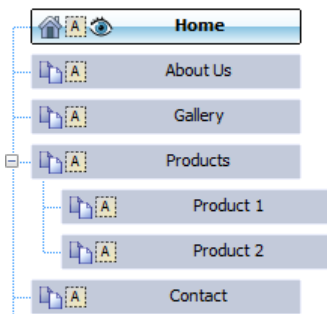 A Home
A About Us
A Gallery
A Products
A Product 1
A Product 2
A Contact